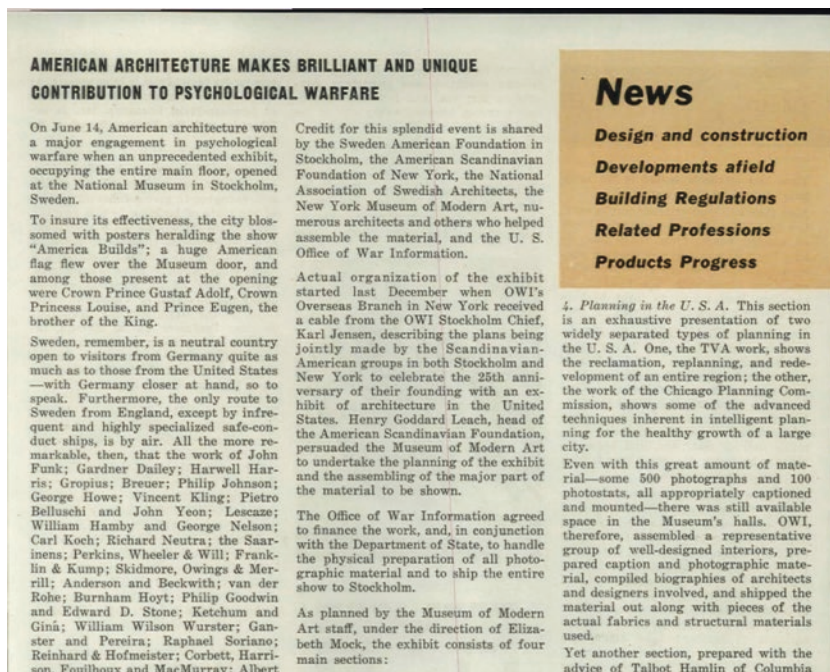 AMERICAN ARCHITECTURE MAKES BRILLIANT AND UNIQUE
CONTRIBUTION TO PSYCHOLOGICAL WARFARE
On June 14, American architecture won
a major engagement in psychological
warfare when an unprecedented exhibit,
occupying the entire main floor, opened
at the National Museum in Stockholm,
Sweden.
To insure its effectiveness, the city blos-
somed with posters heralding the show
“America Builds”; a huge American
flag flew over the Museum door, and
among those present at the opening
were Crown Prince Gustaf Adolf, Crown
Princess Louise, and Prince Eugen, the
brother of the King.
Sweden, remember, is a neutral country
open to visitors from Germany quite as
much as to those from the United States
—with Germany closer at hand, so to
speak. Furthermore, the only route to
Sweden from England, except by infre-
quent and highly specialized safe-con-
duct ships, is by air. All the more re-
markable, then, that the work of John
Funk; Gardner Dailey; Harwell Har-
ris; Gropius; Breuer; Philip Johnson;
George Howe; Vincent Kling; Pietro
Belluschi and John Yeon; Lescaze;
William Hamby and George Nelson;
Carl Koch; Richard Neutra; the Saar-
inens; Perkins, Wheeler & Will; Frank-
lin & Kump; Skidmore, Owings & Mer-
rill; Anderson and Beckwith; van der
Rohe; Burnham Hoyt; Philip Goodwin
and Edward D. Stone; Ketchum and
Giná; William Wilson Wurster; Gan-
ster and Pereira; Raphael Soriano;
Reinhard & Hofmeister; Corbett, Harri-
son, Fouilhoux and MacMurray; Albert
Credit for this splendid event is shared
by the Sweden American Foundation in
Stockholm, the American Scandinavian
Foundation of New York, the National
Association of Swedish Architects, the
New York Museum of Modern Art, nu-
merous architects and others who helped
assemble the material, and the U. S.
Office of War Information.
Actual organization of the exhibit
started last December when OWI's
Overseas Branch in New York received
a cable from the OWI Stockholm Chief,
Karl Jensen, describing the plans being
jointly made by the Scandinavian-
American groups in both Stockholm and
New York to celebrate the 25th anni-
versary of their founding with an ex-
hibit of architecture in the United
States. Henry Goddard Leach, head of
the American Scandinavian Foundation,
persuaded the Museum of Modern Art
to undertake the planning of the exhibit
and the assembling of the major part of
the material to be shown.
The Office of War Information agreed
to finance the work, and, in conjunction
with the Department of State, to handle
the physical preparation of all photo-
graphic material and to ship the entire
show to Stockholm.
As planned by the Museum of Modern
Art staff, under the direction of Eliza-
beth Mock, the exhibit consists of four
main sections:
News
Design and construction
Developments afield
Building Regulations
Related Professions
Products Progress
4. Planning in the U. S. A. This section
is an exhaustive presentation of two
widely separated types of planning in
the U. S. A. One, the TVA work, shows
the reclamation, replanning, and rede-
velopment of an entire region; the other,
the work of the Chicago Planning Com-
mission, shows some of the advanced
techniques inherent in intelligent plan-
ning for the healthy growth of a large
city.
Even with this great amount of mate-
rial—some 500 photographs and 100
photostats, all appropriately captioned
and mounted—there was still available
space in the Museum's halls. OWI,
therefore, assembled a representative
group of well-designed interiors, pre-
pared caption and photographic mate-
rial, compiled biographies of architects
and designers involved, and shipped the
material out along with pieces of the
actual fabrics and structural materials
used.
Yet another section, prepared with the
advice of Talbot Hamlin of Columbia